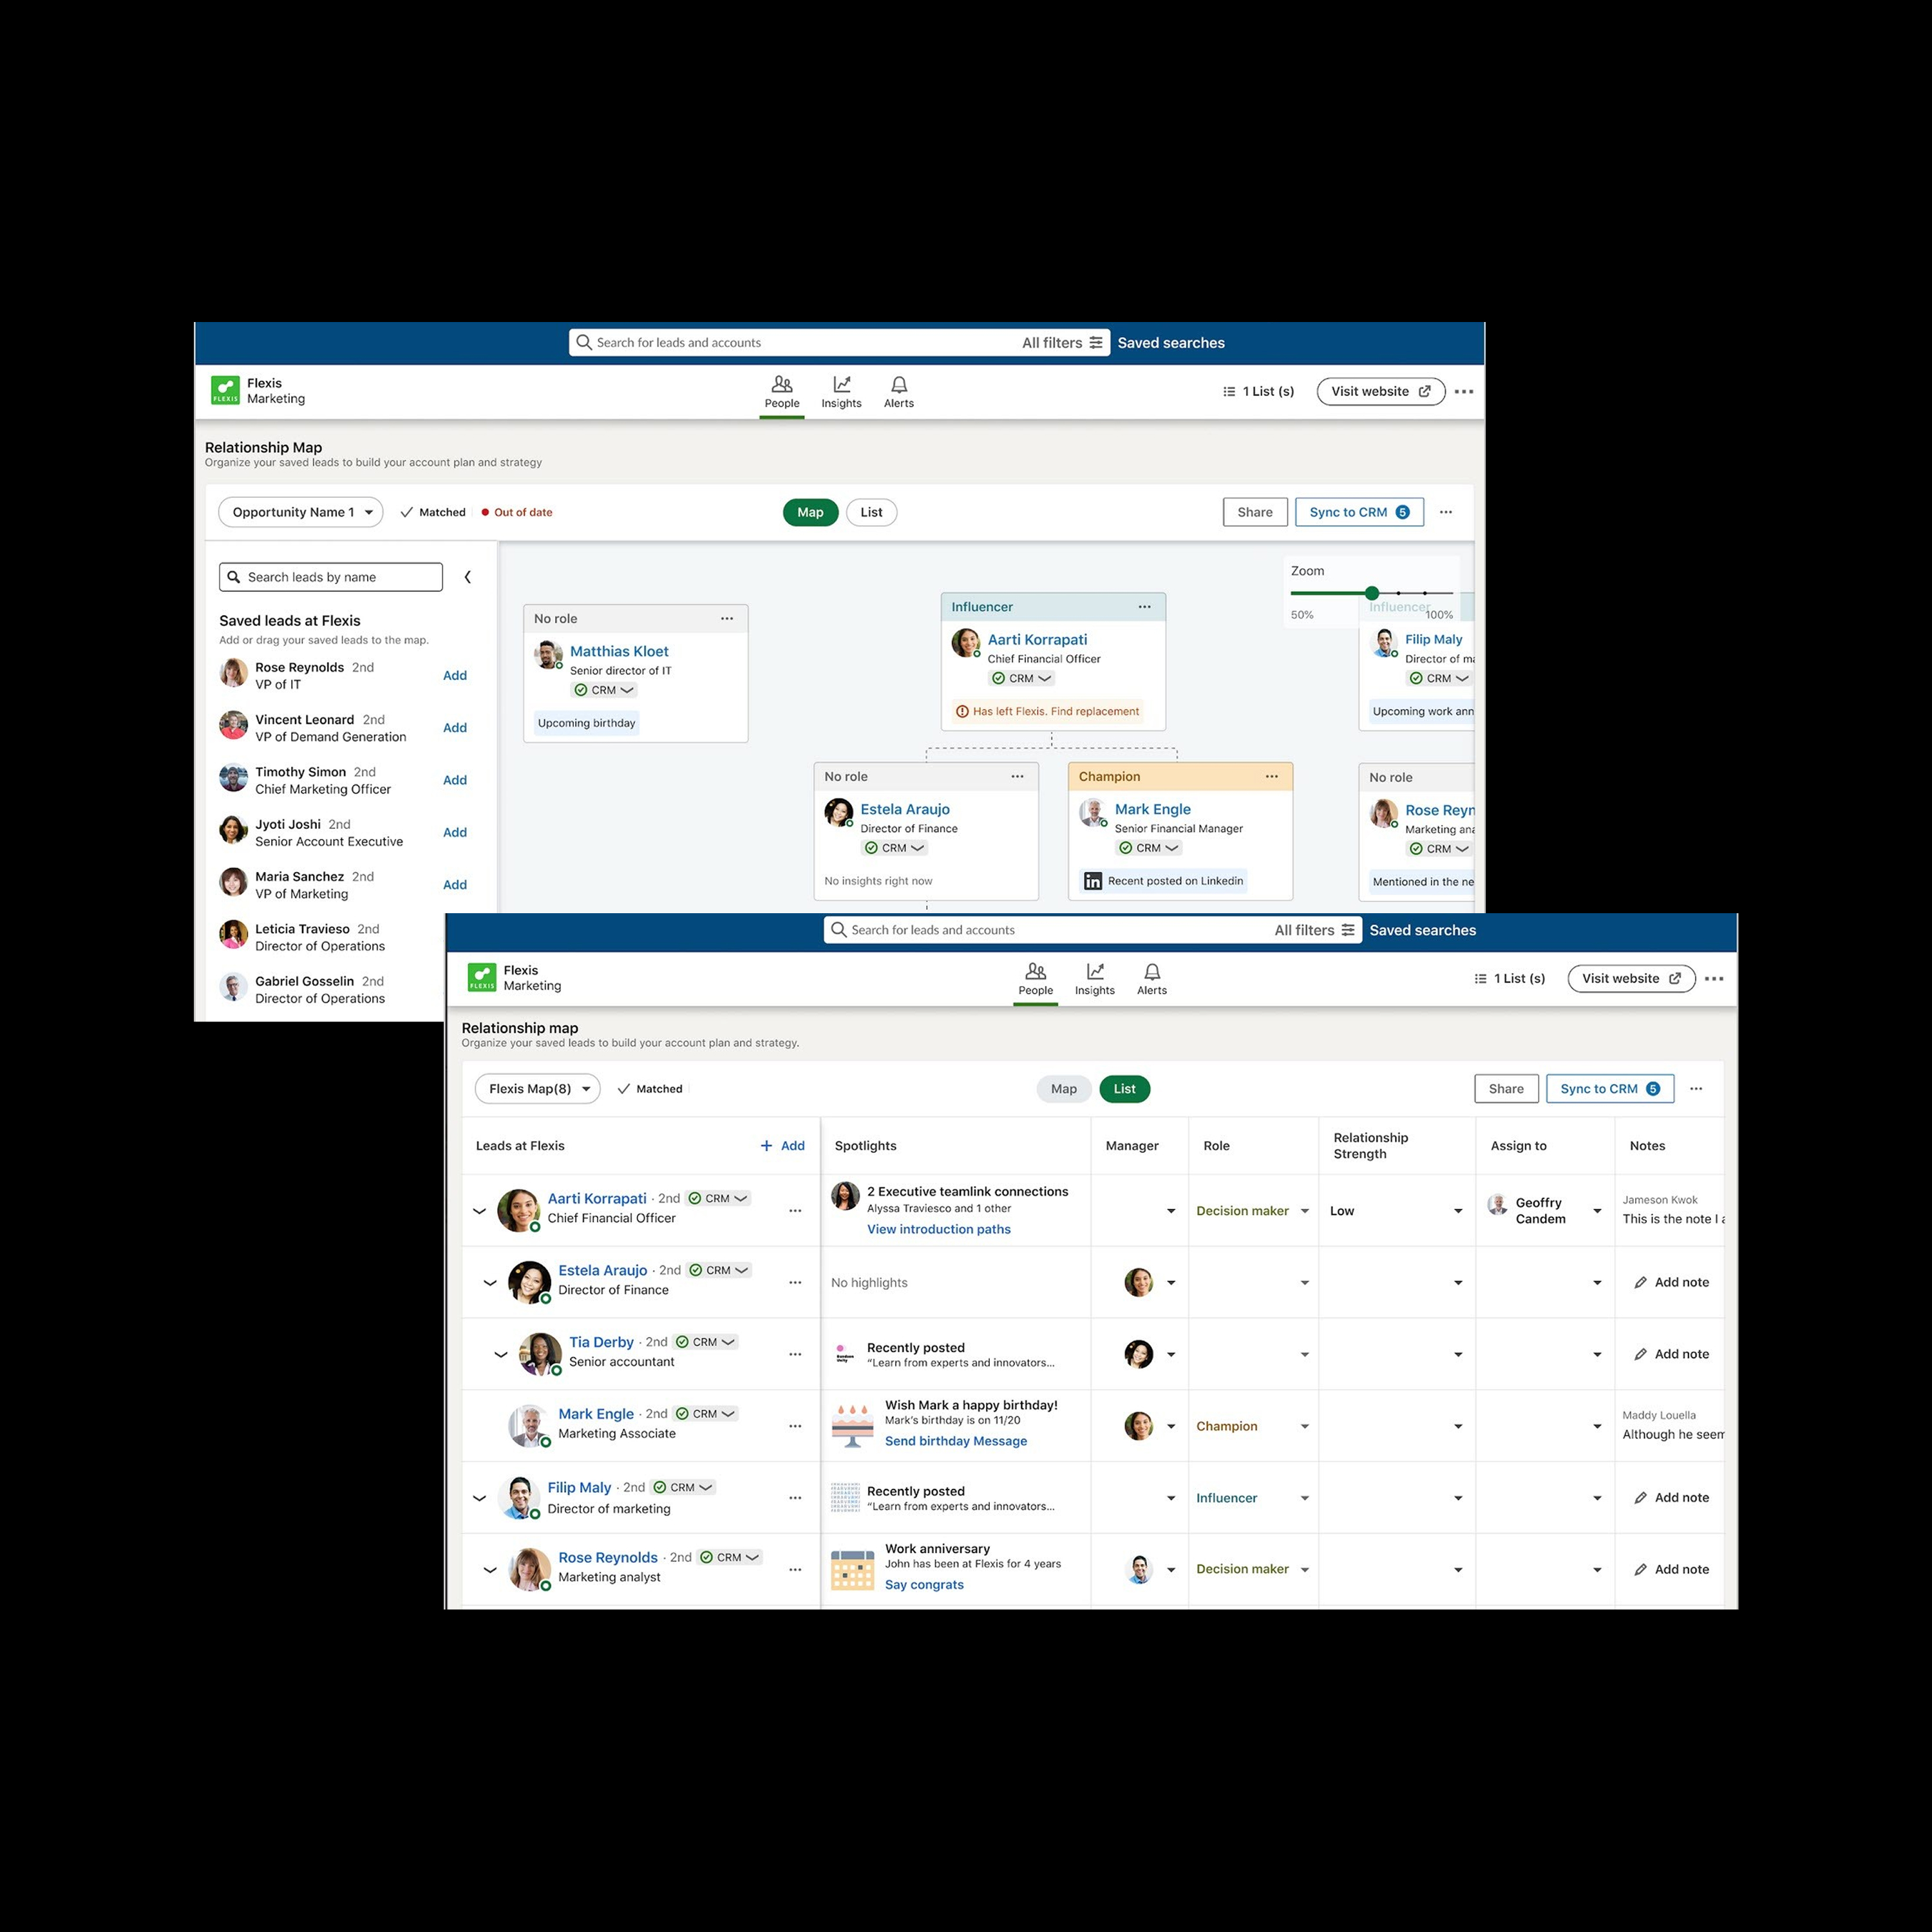 Search for leads and accounts
All filters
Saved searches
FLEXIS
Flexis
Marketing
People
Insights
Alerts
1 List (s)
Visit website
Relationship Map
Organize your saved leads to build your account plan and strategy
Opportunity Name 1
Matched
Out of date
Map
List
Share
Sync to CRM 5
Search leads by name
Saved leads at Flexis
Add or drag your saved leads to the map.
Rose Reynolds 2nd
VP of IT
Add
Vincent Leonard 2nd
VP of Demand Generation
Add
Timothy Simon 2nd
Chief Marketing Officer
Add
Jyoti Joshi 2nd
Senior Account Executive
Add
Maria Sanchez 2nd
VP of Marketing
Add
Leticia Travieso 2nd
Director of Operations
Gabriel Gosselin 2nd
Director of Operations
No role
Matthias Kloet
Senior director of IT
CRM
Upcoming birthday
Influencer
Aarti Korrapati
Chief Financial Officer
CRM
Has left Flexis. Find replacement
Zoom
50%
100%
Influencer
Filip Maly
Director of ma
CRM
Upcoming work ann
No role
Estela Araujo
Director of Finance
CRM
No insights right now
Champion
Mark Engle
Senior Financial Manager
CRM
in Recent posted on Linkedin
No role
Rose Reyn
Marketing ana
CRM
Mentioned in the ne
Search for leads and accounts
All filters
Saved searches
FLEXIS
Flexis
Marketing
People
Insights
Alerts
1 List (s)
Visit website
Relationship map
Organize your saved leads to build your account plan and strategy.
Flexis Map(8)
Matched
Map
List
Share
Sync to CRM 5
Leads at Flexis
+ Add
Spotlights
Manager
Role
Relationship
Strength
Assign to
Notes
Aarti Korrapati · 2nd CRM
Chief Financial Officer
2 Executive teamlink connections
Alyssa Traviesco and 1 other
View introduction paths
Decision maker
Low
Geoffry
Candem
Jameson Kwok
This is the note I a
Estela Araujo · 2nd CRM
Director of Finance
No highlights
Add note
Tia Derby · 2nd CRM
Senior accountant
Recently posted
“Learn from experts and innovators...
Add note
Mark Engle · 2nd CRM
Marketing Associate
Wish Mark a happy birthday!
Mark's birthday is on 11/20
Send birthday Message
Champion
Maddy Louella
Although he seem
Filip Maly · 2nd CRM
Director of marketing
Recently posted
“Learn from experts and innovators...
Influencer
Add note
Rose Reynolds · 2nd CRM
Marketing analyst
Work anniversary
John has been at Flexis for 4 years
Say congrats
Decision maker
Add note